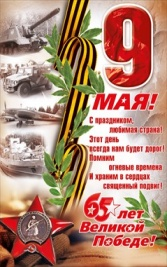 9
МАЯ!
С праздником,
любимая страна!
Этот день
всегда нам будет дорог!
Помним
огневые времена
И храним в сердцах
священный подвиг!
65 лет
Великой
Победе!